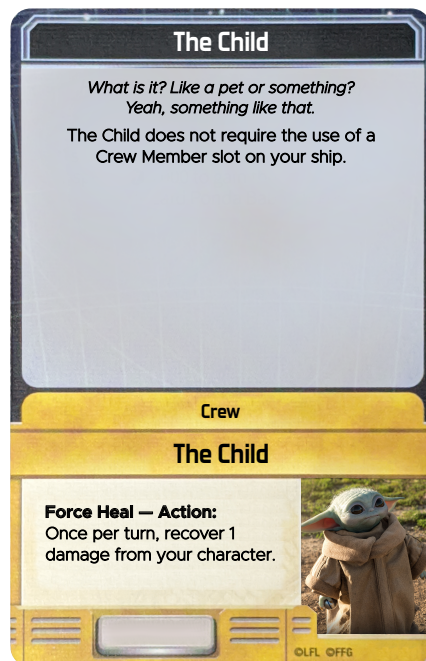 The Child
What is it? Like a pet or something?
Yeah, something like that.
The Child does not require the use of a
Crew Member slot on your ship.
Crew
The Child
Force Heal — Action:
Once per turn, recover 1
damage from your character.
©LFL ©FFG